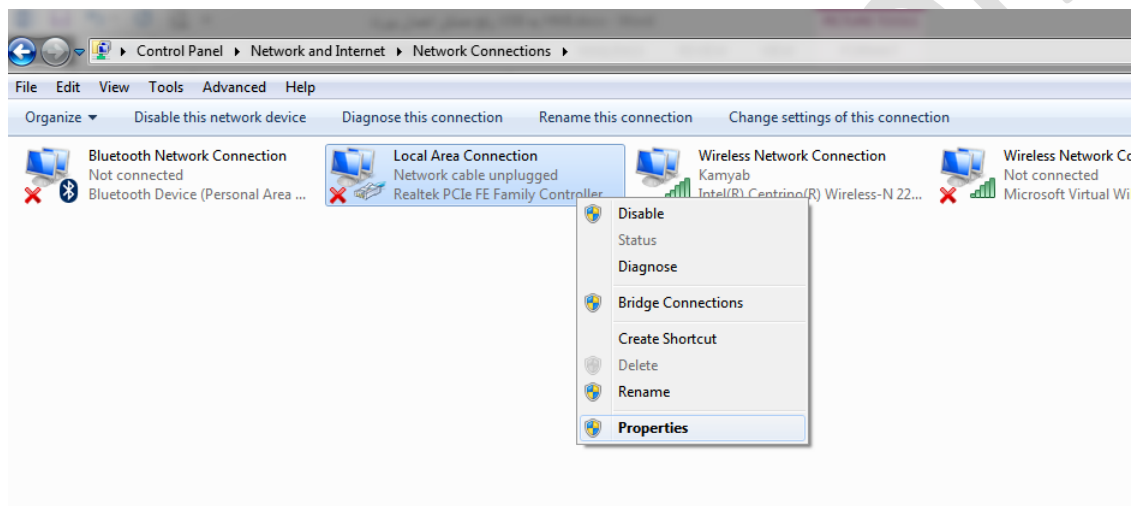 Control Panel ▸ Network and Internet ▸ Network Connections ▸
File Edit View Tools Advanced Help
Organize ▾ Disable this network device Diagnose this connection Rename this connection Change settings of this connection
Bluetooth Network Connection
Not connected
Bluetooth Device (Personal Area ...
Local Area Connection
Network cable unplugged
Realtek PCIe FE Family Controller
Wireless Network Connection
Kamyab
Intel(R) Centrino(R) Wireless-N 22...
Wireless Network Co
Not connected
Microsoft Virtual Wi
Disable
Status
Diagnose
Bridge Connections
Create Shortcut
Delete
Rename
Properties